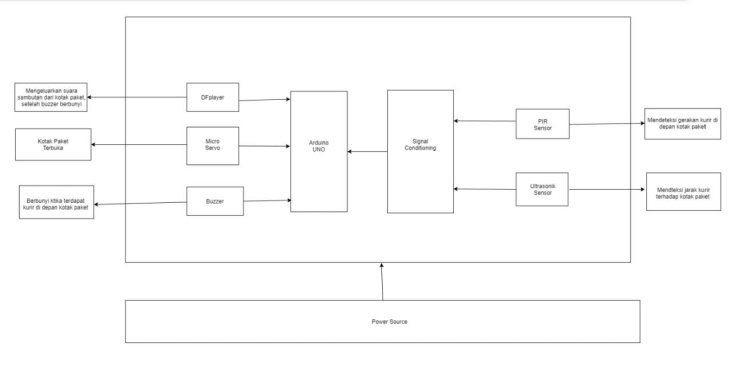 Mengeluarkan suara
sambutan dari kotak paket,
setelah buzzer berbunyi
DFplayer
Kotak Paket
Terbuka
Micro
Servo
Berbunyi klika terdapat
kurir di depan kotak paket
Buzzer
Arduino
UNO
Signal
Conditioning
PIR
Sensor
Mendeteksi gerakan kurir di
depan kotak paket
Ultrasonik
Sensor
Mendteksi jarak kurir
terhadap kotak paket
Power Source